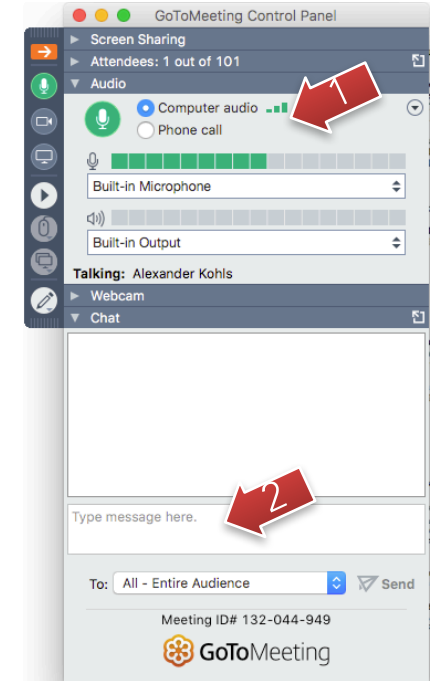 GoToMeeting Control Panel
Screen Sharing
Attendees: 1 out of 101
Audio
1
Computer audio
Phone call
Built-in Microphone
Built-in Output
Talking: Alexander Kohls
Webcam
Chat
2
Type message here.
To: All - Entire Audience Send
Meeting ID# 132-044-949
GoToMeeting